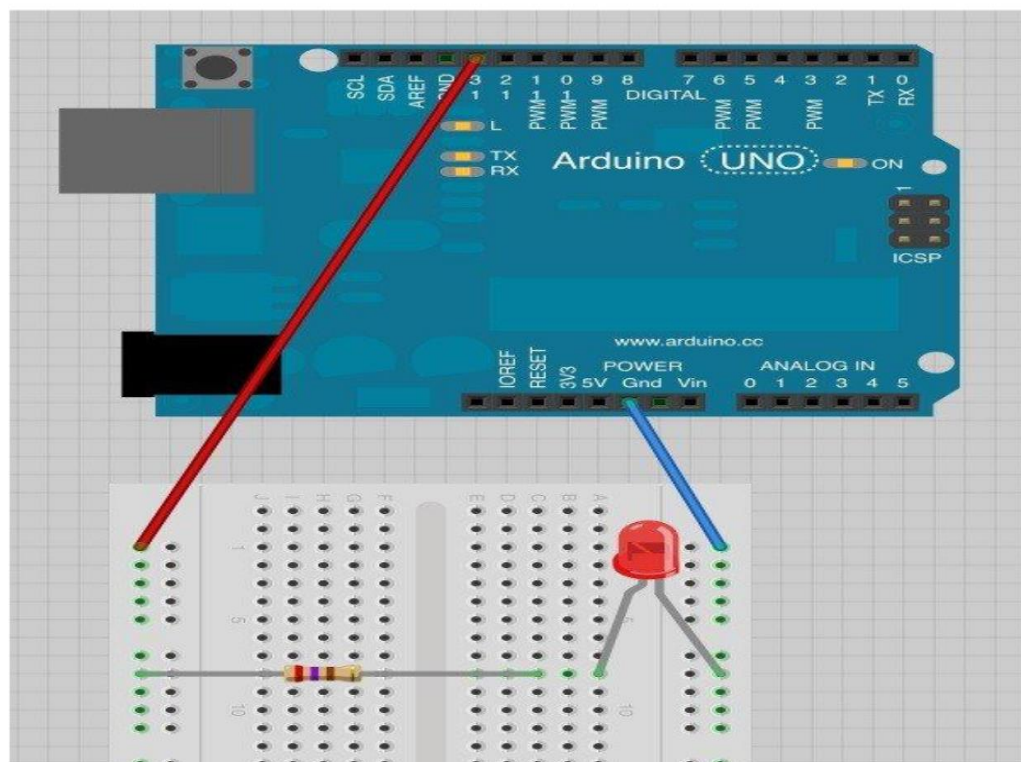 SCL
SDA
AREF
GND
13
12
PWM 11
PWM 10
PWM 9
8
DIGITAL
7
PWM 6
PWM 5
4
PWM 3
2
TX 1
RX 0
L
TX
RX
Arduino UNO
ON
1
ICSP
www.arduino.cc
POWER
ANALOG IN
IOREF
RESET
3V3
5V
Gnd
Vin
0 1 2 3 4 5
J I H G F E D C B A
1
5
5
10
10